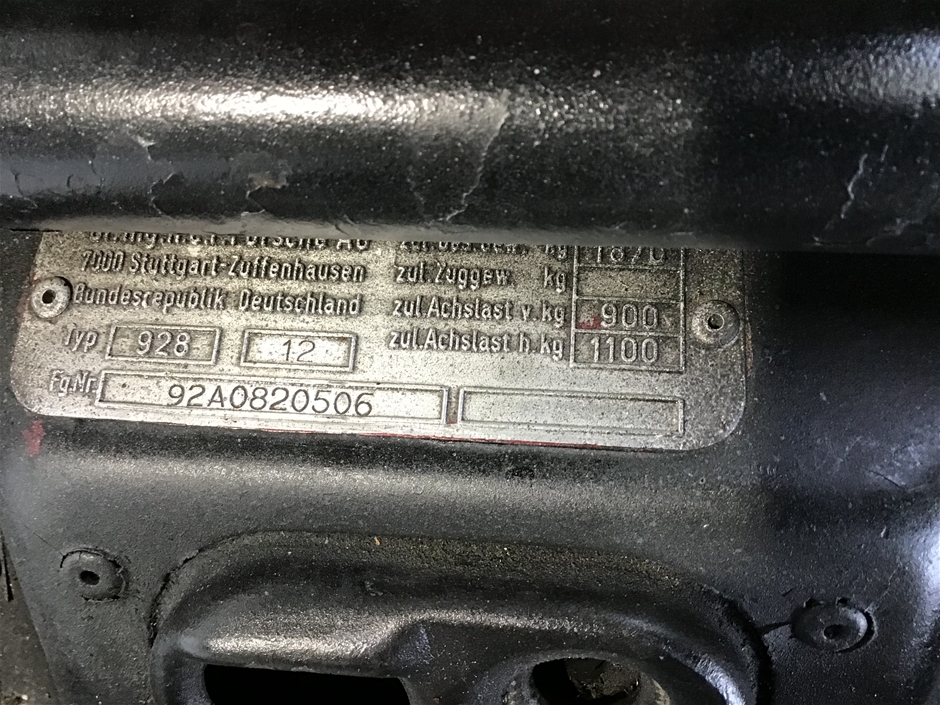 7000 Stuttgart-Zuffenhausen zul. Zuggew. kg
Bundesrepublik Deutschland zul. Achslast v. kg 900
Typ 928 12 zul. Achslast h. kg 1100
Fg.Nr. 92A0820506